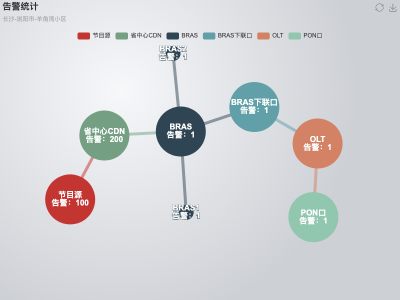 告警统计
长沙-浏阳市-羊角湾小区
节目源
省中心CDN
BRAS
BRAS下联口
OLT
PON口
BRAS2
告警：1
BRAS下联口
告警：1
省中心CDN
告警：200
BRAS
告警：1
OLT
告警：1
节目源
告警：100
BRAS1
告警：1
PON口
告警：1